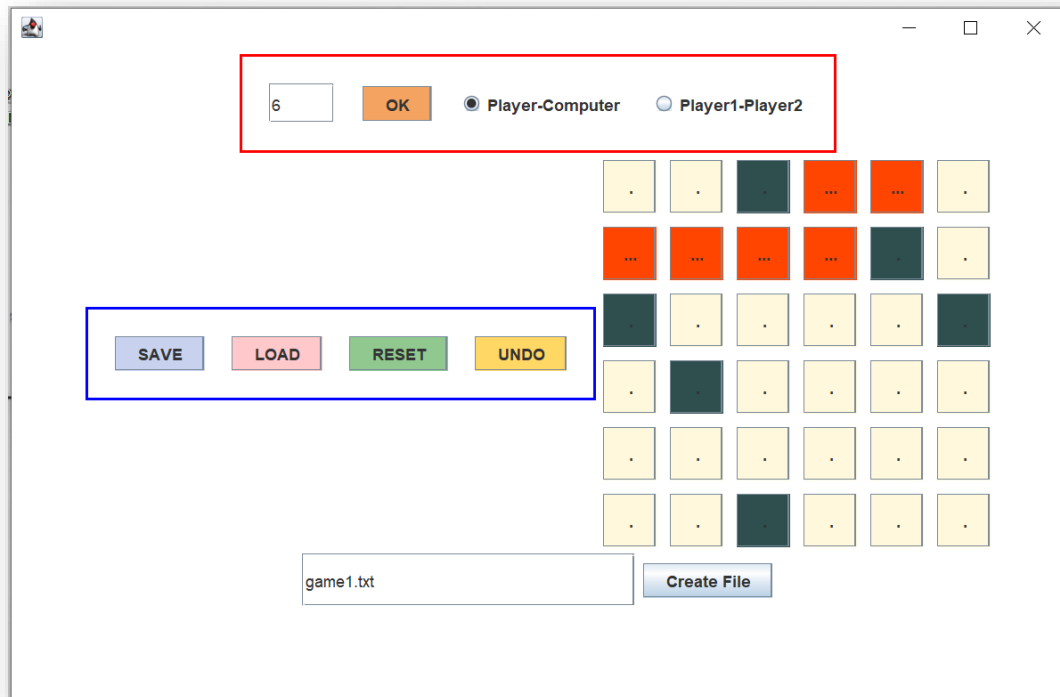 6 OK Player-Computer Player1-Player2
. . . ... ... .
... ... ... ... . .
. . . . . .
SAVE LOAD RESET UNDO
. . . . . .
. . . . . .
. . . . . .
game1.txt Create File